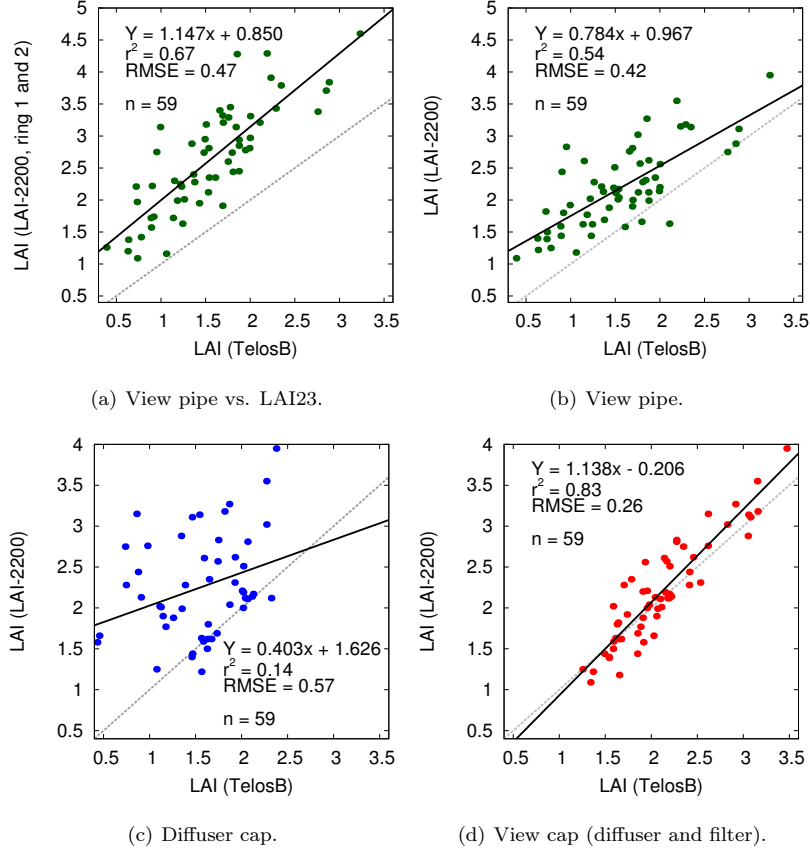 Y = 1.147x + 0.850
r2 = 0.67
RMSE = 0.47
n = 59
LAI (LAI-2200, ring 1 and 2)
5
4.5
4
3.5
3
2.5
2
1.5
1
0.5
0.5 1 1.5 2 2.5 3 3.5
LAI (TelosB)
(a) View pipe vs. LAI23.
Y = 0.784x + 0.967
r2 = 0.54
RMSE = 0.42
n = 59
LAI (LAI-2200)
5
4.5
4
3.5
3
2.5
2
1.5
1
0.5
0.5 1 1.5 2 2.5 3 3.5
LAI (TelosB)
(b) View pipe.
LAI (LAI-2200)
4
3.5
3
2.5
2
1.5
1
0.5
Y = 0.403x + 1.626
r2 = 0.14
RMSE = 0.57
n = 59
0.5 1 1.5 2 2.5 3 3.5
LAI (TelosB)
(c) Diffuser cap.
Y = 1.138x - 0.206
r2 = 0.83
RMSE = 0.26
n = 59
LAI (LAI-2200)
4
3.5
3
2.5
2
1.5
1
0.5
0.5 1 1.5 2 2.5 3 3.5
LAI (TelosB)
(d) View cap (diffuser and filter).